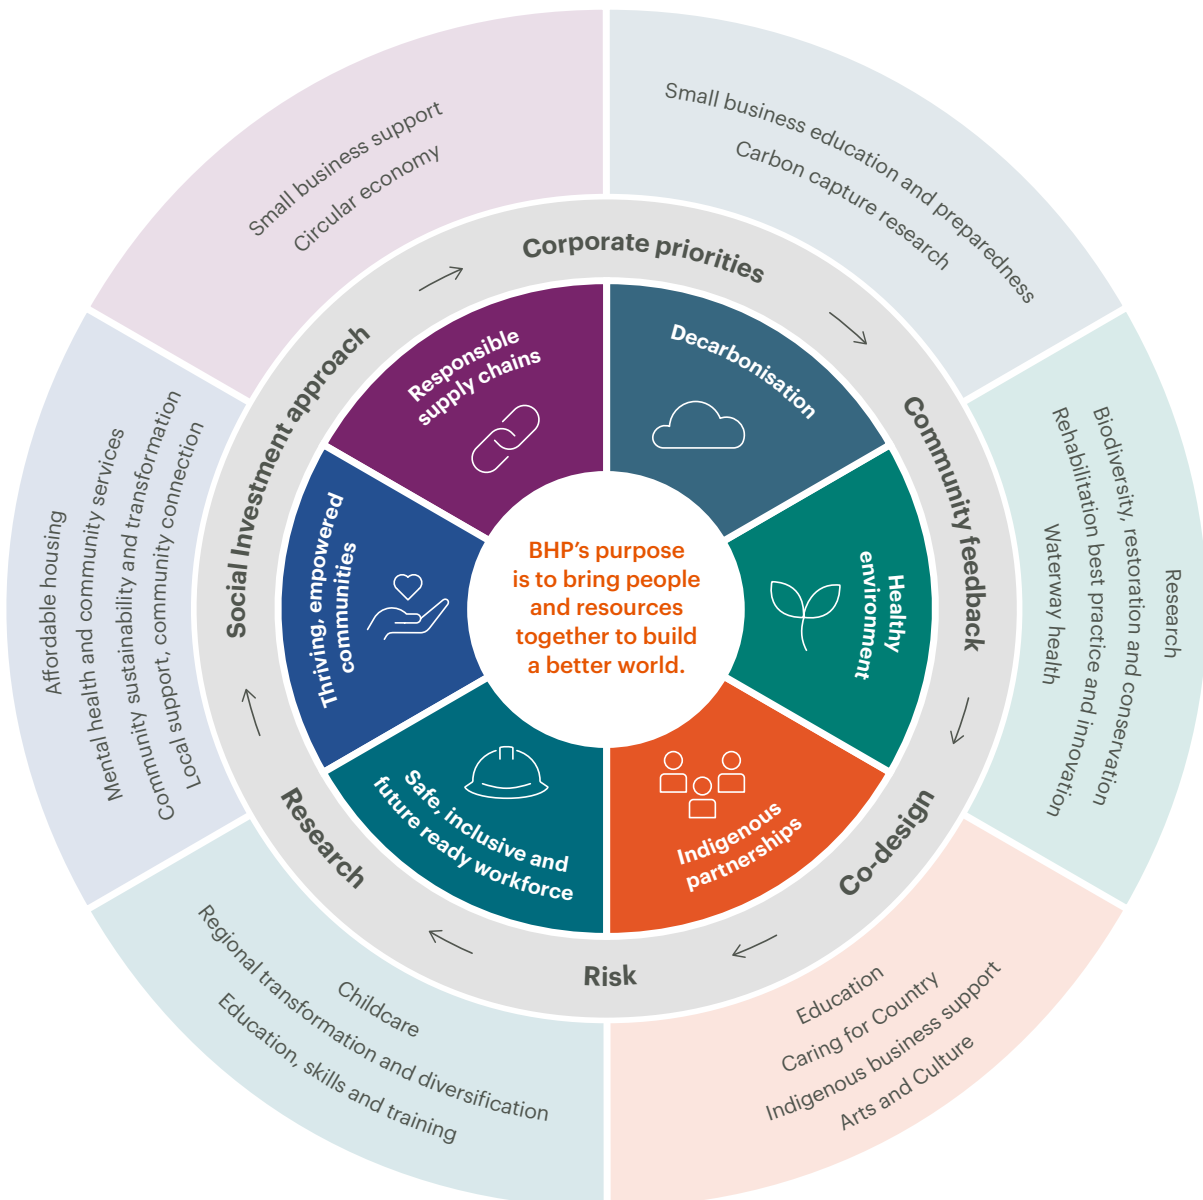 BHP's purpose
is to bring people
and resources
together to build
a better world.
Decarbonisation
Healthy
environment
Indigenous
partnerships
Safe, inclusive and
future ready workforce
Thriving, empowered
communities
Responsible
supply chains
Corporate priorities
Community feedback
Co-design
Risk
Research
Social Investment approach
Small business education and preparedness
Carbon capture research
Research
Biodiversity, restoration and conservation
Rehabilitation best practice and innovation
Waterway health
Education
Caring for Country
Indigenous business support
Arts and Culture
Childcare
Regional transformation and diversification
Education, skills and training
Affordable housing
Mental health and community services
Community sustainability and transformation
Local support, community connection
Small business support
Circular economy